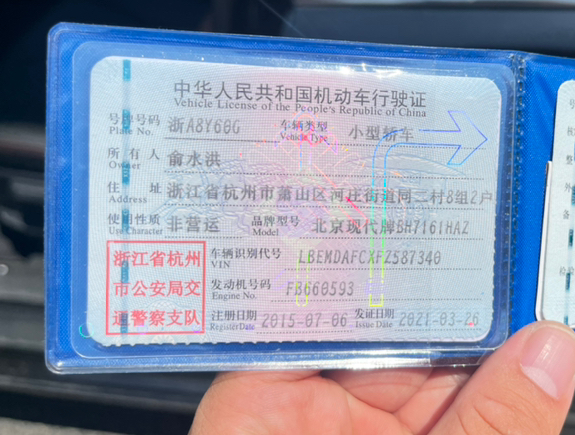 中华人民共和国机动车行驶证
Vehicle License of the People's Republic of China
号牌号码 浙A8Y60G 车辆类型 小型轿车
Plate No. Vehicle Type
所有人 俞水洪
Owner
住址 浙江省杭州市萧山区河庄街道同二村8组2户
Address
使用性质 非营运 品牌型号 北京现代牌BH7161HAZ
Use Character Model
浙江省杭州
市公安局交
通警察支队
车辆识别代号 LBEMDAFCXFZ587340
VIN
发动机号码 FB660593
Engine No.
注册日期 2015-07-06 发证日期 2021-03-26
Register Date Issue Date